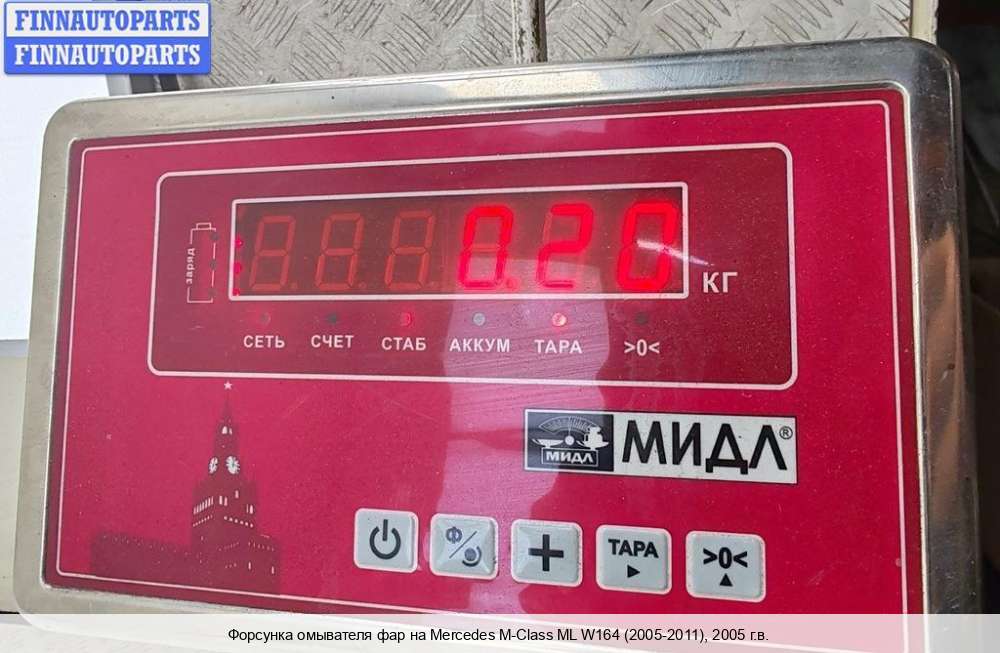 FINNAUTOPARTS
FINNAUTOPARTS
заряд
0.20
КГ
СЕТЬ СЧЕТ СТАБ АККУМ ТАРА >0<
МИДЛ МИДЛ®
Ф
+
ТАРА
>0<
Форсунка омывателя фар на Mercedes M-Class ML W164 (2005-2011), 2005 г.в.